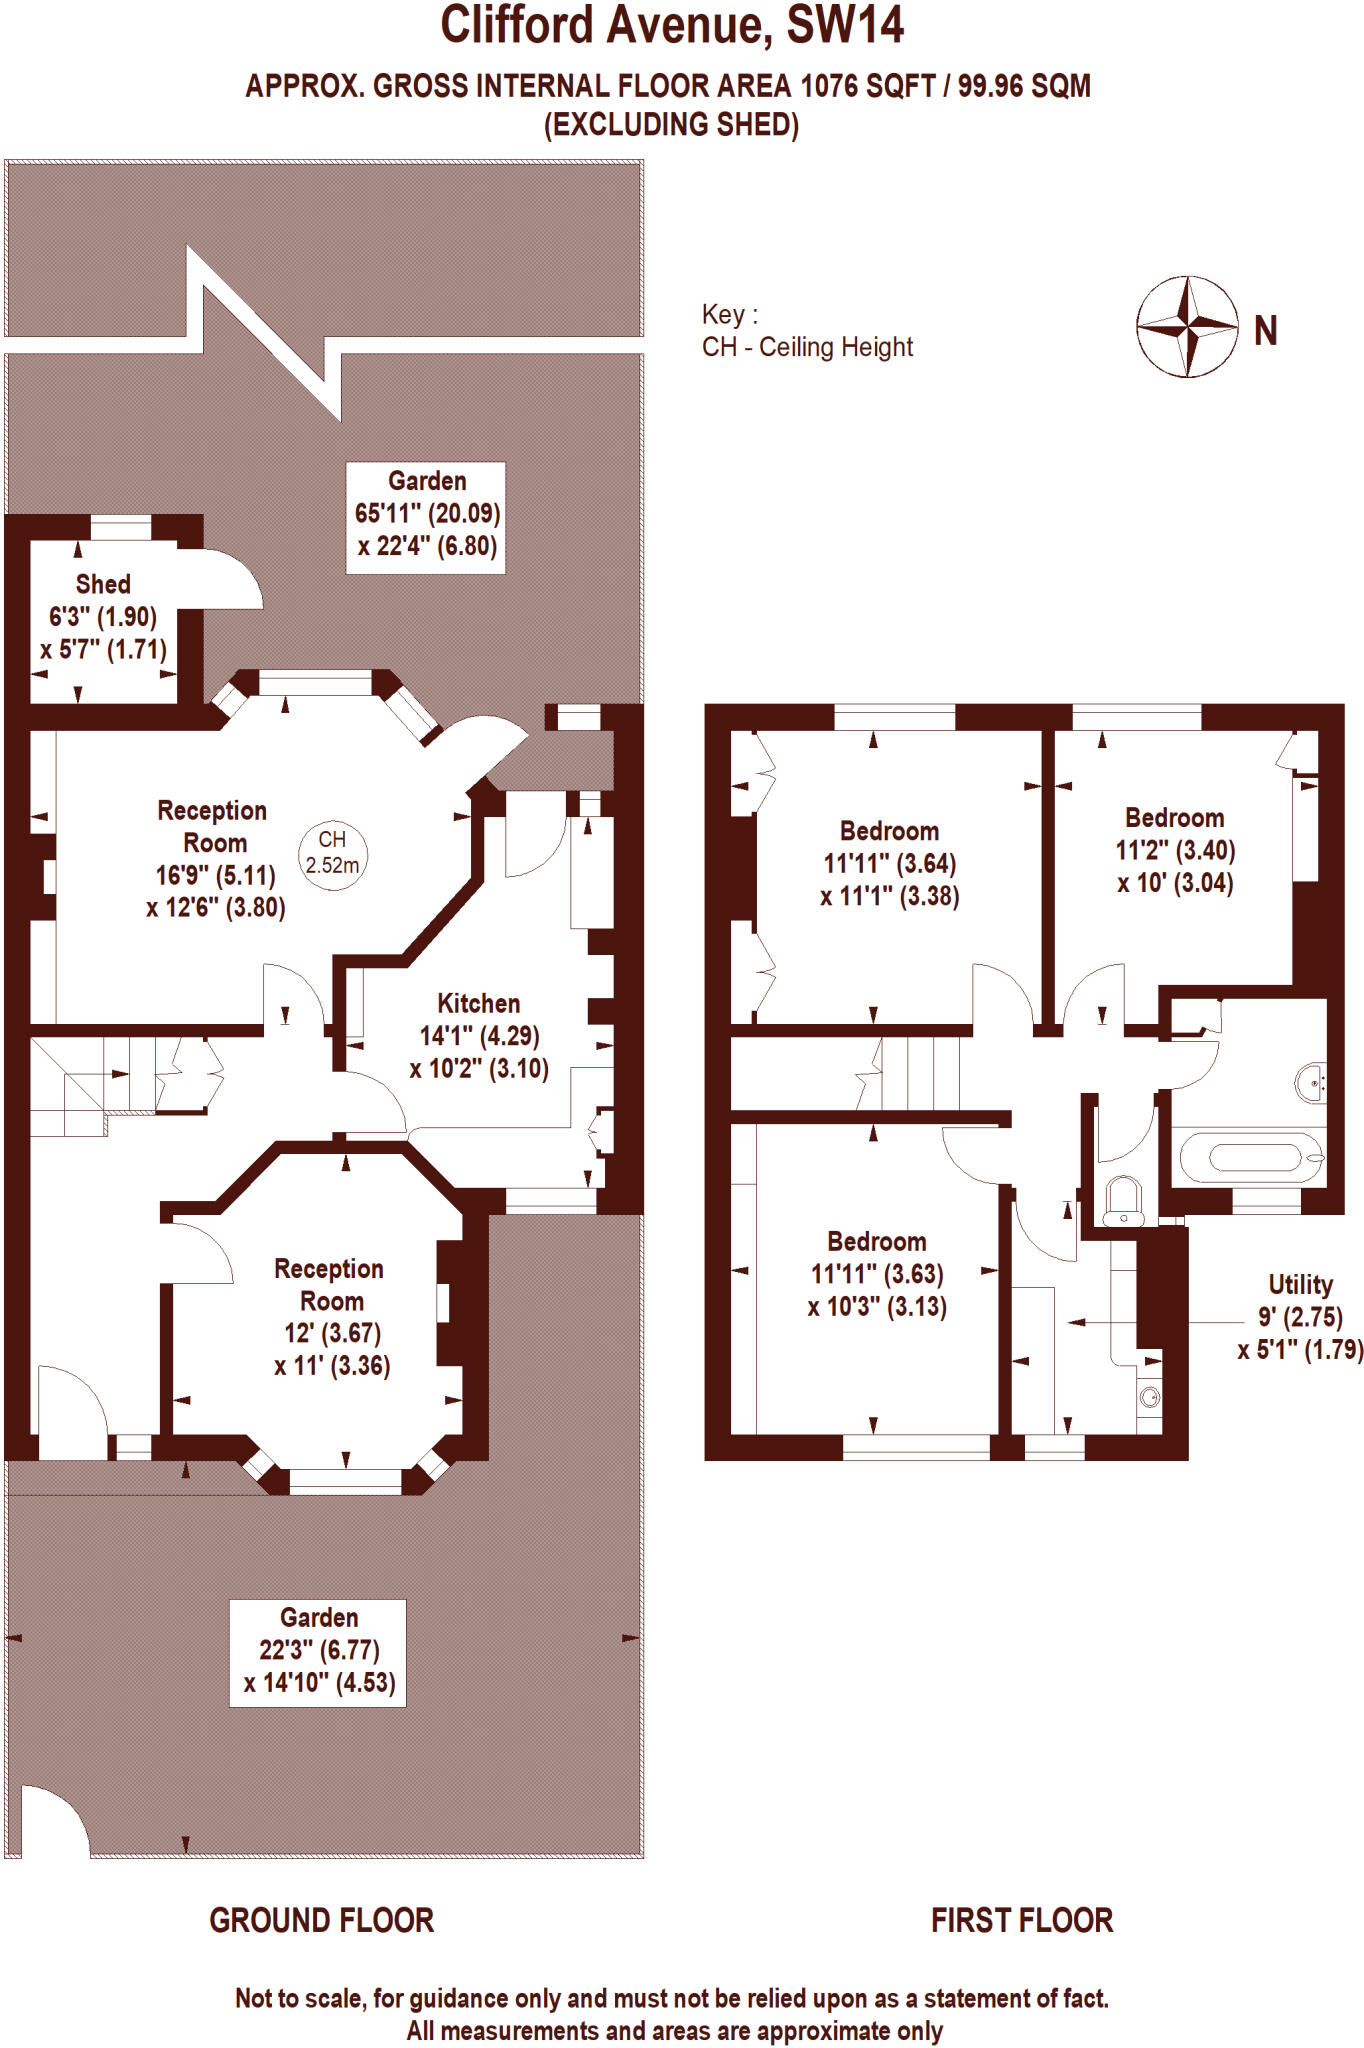 Clifford Avenue, SW14
APPROX. GROSS INTERNAL FLOOR AREA 1076 SQFT / 99.96 SQM
(EXCLUDING SHED)
Key :
CH - Ceiling Height
N
Garden
65'11" (20.09)
x 22'4" (6.80)
Shed
6'3" (1.90)
x 5'7" (1.71)
Reception
Room
16'9" (5.11)
x 12'6" (3.80)
CH
2.52m
Kitchen
14'1" (4.29)
x 10'2" (3.10)
Reception
Room
12' (3.67)
x 11' (3.36)
Garden
22'3" (6.77)
x 14'10" (4.53)
Bedroom
11'11" (3.64)
x 11'1" (3.38)
Bedroom
11'2" (3.40)
x 10' (3.04)
Bedroom
11'11" (3.63)
x 10'3" (3.13)
Utility
9' (2.75)
x 5'1" (1.79)
GROUND FLOOR
FIRST FLOOR
Not to scale, for guidance only and must not be relied upon as a statement of fact.
All measurements and areas are approximate only